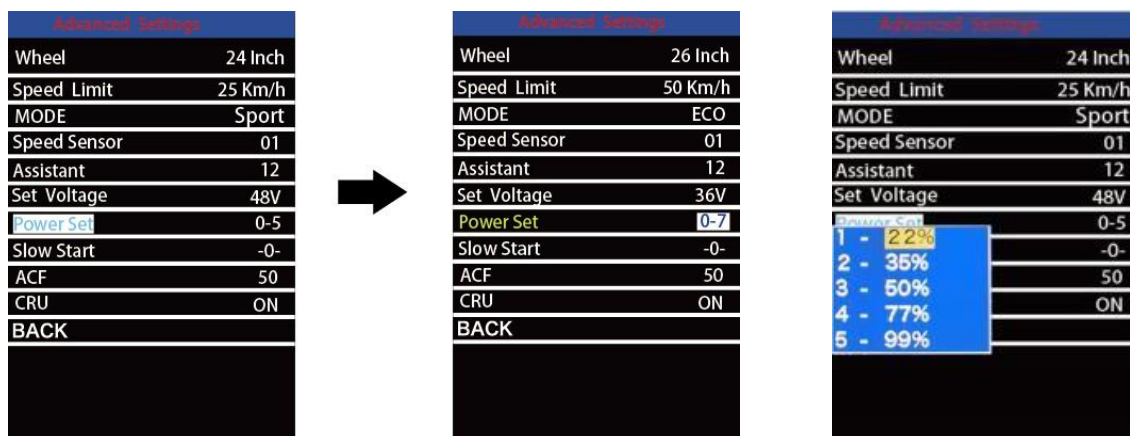 Advanced Settings
Wheel 24 Inch
Speed Limit 25 Km/h
MODE Sport
Speed Sensor 01
Assistant 12
Set Voltage 48V
Power Set 0-5
Slow Start -0-
ACF 50
CRU ON
BACK
Advanced Settings
Wheel 26 Inch
Speed Limit 50 Km/h
MODE ECO
Speed Sensor 01
Assistant 12
Set Voltage 36V
Power Set 0-7
Slow Start -0-
ACF 50
CRU ON
BACK
Advanced Settings
Wheel 24 Inch
Speed Limit 25 Km/h
MODE Sport
Speed Sensor 01
Assistant 12
Set Voltage 48V
Power Set 0-5
1 - 22% -0-
2 - 35%
3 - 50% 50
4 - 77% ON
5 - 99%